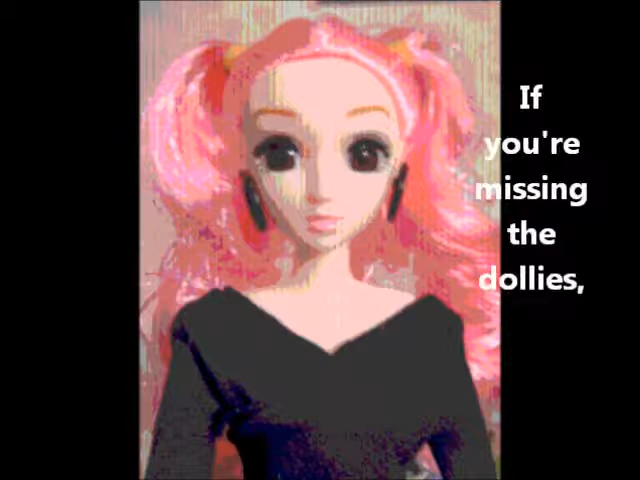 If
you're
missing
the
dollies,